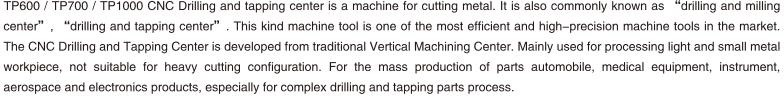 TP600 / TP700 / TP1000 CNC Drilling and tapping center is a machine for cutting metal. It is also commonly known as “drilling and milling
center”, “drilling and tapping center”. This kind machine tool is one of the most efficient and high–precision machine tools in the market.
The CNC Drilling and Tapping Center is developed from traditional Vertical Machining Center. Mainly used for processing light and small metal
workpiece, not suitable for heavy cutting configuration. For the mass production of parts automobile, medical equipment, instrument,
aerospace and electronics products, especially for complex drilling and tapping parts process.